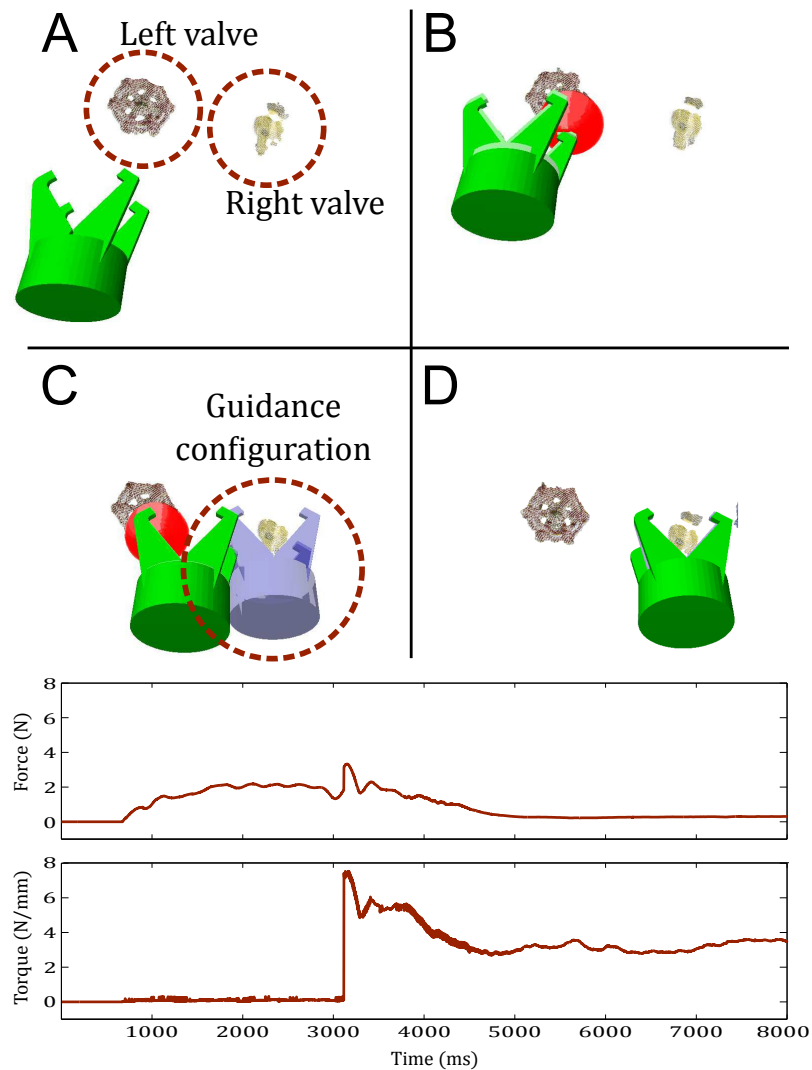 A
Left valve
Right valve
B
C
Guidance
configuration
D
8
6
4
2
0
Force (N)
8
6
4
2
0
Torque (N/mm)
1000 2000 3000 4000 5000 6000 7000 8000
Time (ms)